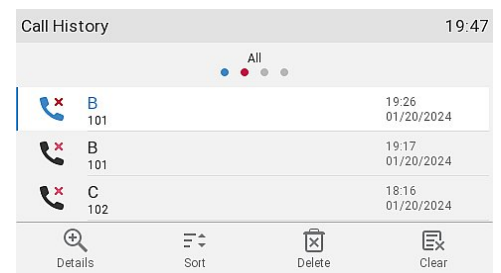 Call History 19:47
All
B 19:26
101 01/20/2024
B 19:17
101 01/20/2024
C 18:16
102 01/20/2024
Details Sort Delete Clear